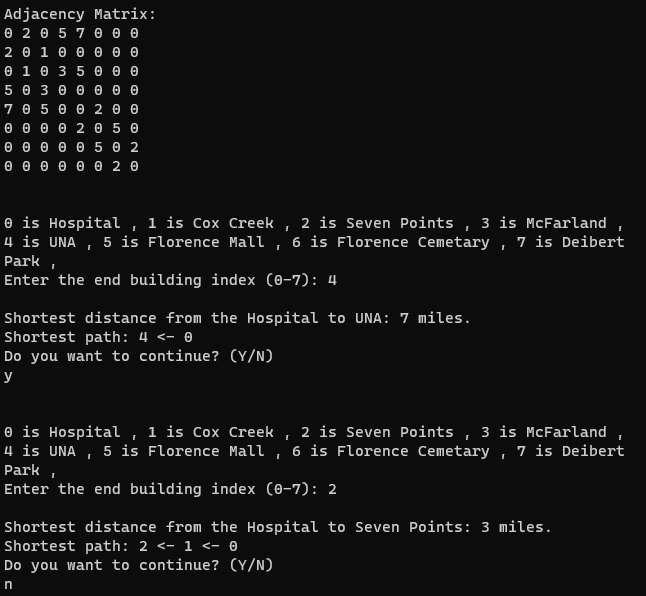 Adjacency Matrix:
0 2 0 5 7 0 0 0
2 0 1 0 0 0 0 0
0 1 0 3 5 0 0 0
5 0 3 0 0 0 0 0
7 0 5 0 0 2 0 0
0 0 0 0 2 0 5 0
0 0 0 0 0 5 0 2
0 0 0 0 0 0 2 0
0 is Hospital , 1 is Cox Creek , 2 is Seven Points , 3 is McFarland ,
4 is UNA , 5 is Florence Mall , 6 is Florence Cemetary , 7 is Deibert
Park ,
Enter the end building index (0-7): 4
Shortest distance from the Hospital to UNA: 7 miles.
Shortest path: 4 <- 0
Do you want to continue? (Y/N)
y
0 is Hospital , 1 is Cox Creek , 2 is Seven Points , 3 is McFarland ,
4 is UNA , 5 is Florence Mall , 6 is Florence Cemetary , 7 is Deibert
Park ,
Enter the end building index (0-7): 2
Shortest distance from the Hospital to Seven Points: 3 miles.
Shortest path: 2 <- 1 <- 0
Do you want to continue? (Y/N)
n